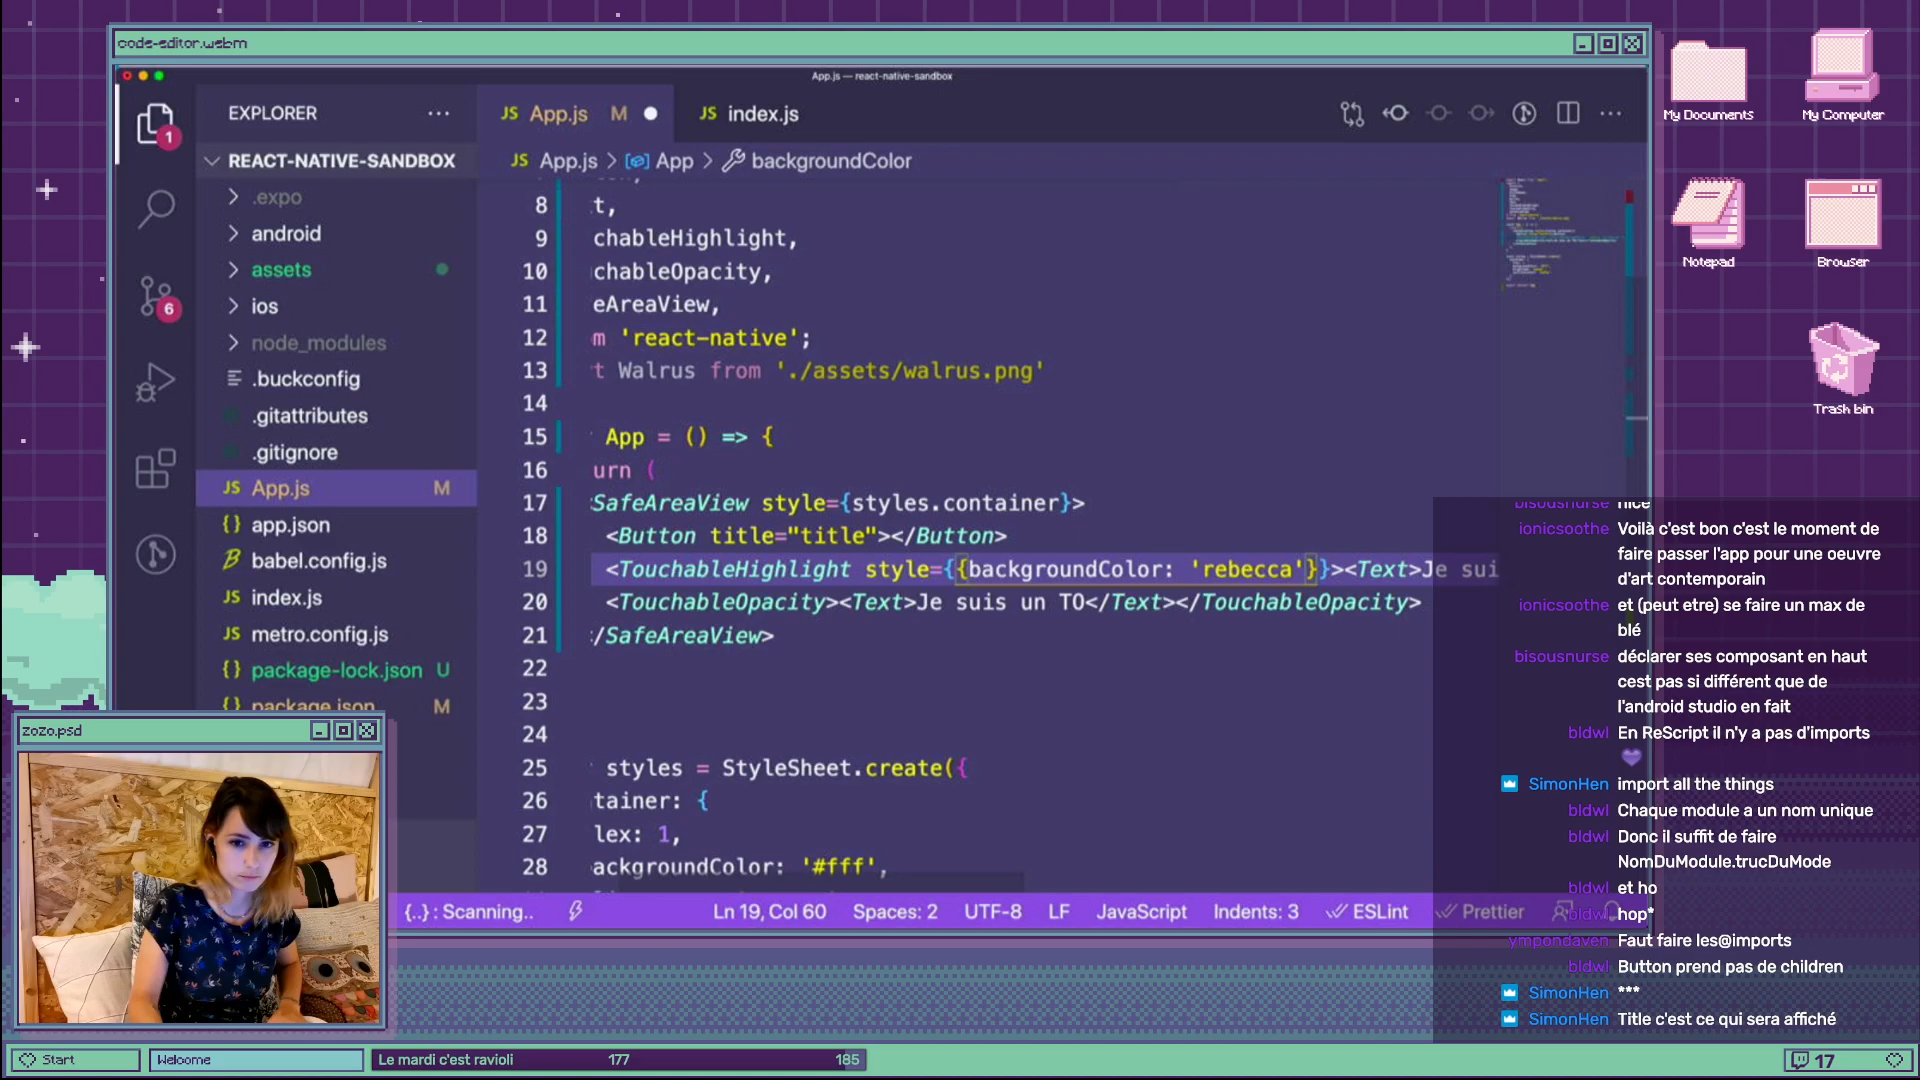 code-editor.webm
App.js — react-native-sandbox
EXPLORER
JS App.js M
JS index.js
REACT-NATIVE-SANDBOX
JS App.js > App > backgroundColor
.expo
android
assets
ios
node_modules
.buckconfig
.gitattributes
.gitignore
JS App.js M
{} app.json
babel.config.js
JS index.js
JS metro.config.js
{} package-lock.json U
{} package.json M
1
6
8 t,
9 chableHighlight,
10 chableOpacity,
11 eAreaView,
12 m 'react-native';
13 t Walrus from './assets/walrus.png'
14
15 App = () => {
16 urn (
17 SafeAreaView style={styles.container}>
18 <Button title="title"></Button>
19 <TouchableHighlight style={{backgroundColor: 'rebecca'}}><Text>Je sui
20 <TouchableOpacity><Text>Je suis un TO</Text></TouchableOpacity>
21 /SafeAreaView>
22
23
24
25 styles = StyleSheet.create({
26 tainer: {
27 lex: 1,
28 ackgroundColor: '#fff',
{..} : Scanning..
Ln 19, Col 60
Spaces: 2
UTF-8
LF
JavaScript
Indents: 3
ESLint
Prettier
My Documents
My Computer
Notepad
Browser
Trash bin
bisousnurse nice
ionicsoothe Voilà c'est bon c'est le moment de
faire passer l'app pour une oeuvre
d'art contemporain
ionicsoothe et (peut etre) se faire un max de
blé
bisousnurse déclarer ses composant en haut
cest pas si différent que de
l'android studio en fait
bldwl En ReScript il n'y a pas d'imports
SimonHen import all the things
bldwl Chaque module a un nom unique
bldwl Donc il suffit de faire
NomDuModule.trucDuMode
bldwl et ho
bldwl hop*
ympondaven Faut faire les@imports
bldwl Button prend pas de children
SimonHen ***
SimonHen Title c'est ce qui sera affiché
zozo.psd
Start
Welcome
Le mardi c'est ravioli 177 185
17